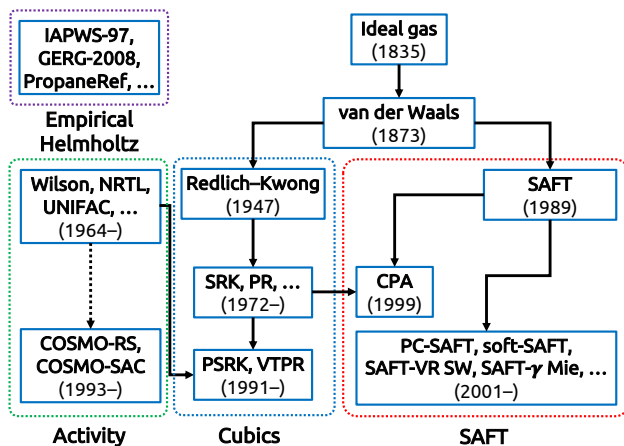 IAPWS-97,
GERG-2008,
PropaneRef, …
Empirical
Helmholtz
Ideal gas
(1835)
van der Waals
(1873)
Wilson, NRTL,
UNIFAC, …
(1964–)
COSMO-RS,
COSMO-SAC
(1993–)
Activity
Redlich–Kwong
(1947)
SRK, PR, …
(1972–)
PSRK, VTPR
(1991–)
Cubics
SAFT
(1989)
CPA
(1999)
PC-SAFT, soft-SAFT,
SAFT-VR SW, SAFT-γ Mie, …
(2001–)
SAFT